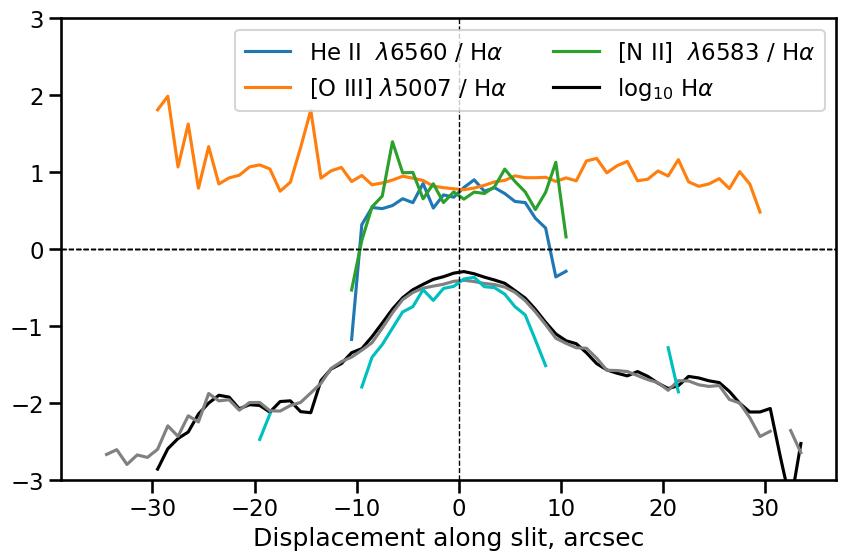 3
2
1
0
−1
−2
−3
He II λ6560 / Hα
[O III] λ5007 / Hα
[N II] λ6583 / Hα
log₁₀ Hα
−30 −20 −10 0 10 20 30
Displacement along slit, arcsec